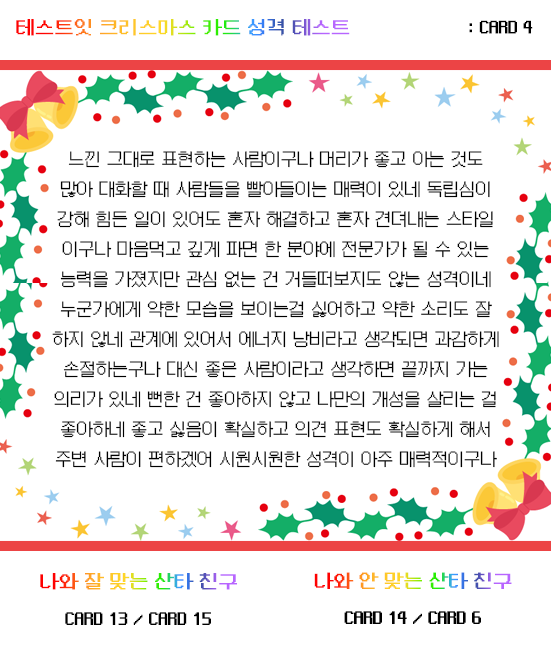 테스트잇 크리스마스 카드 성격 테스트
: CARD 4
느낀 그대로 표현하는 사람이구나 머리가 좋고 아는 것도
많아 대화할 때 사람들을 빨아들이는 매력이 있네 독립심이
강해 힘든 일이 있어도 혼자 해결하고 혼자 견뎌내는 스타일
이구나 마음먹고 깊게 파면 한 분야에 전문가가 될 수 있는
능력을 가졌지만 관심 없는 건 거들떠보지도 않는 성격이네
누군가에게 약한 모습을 보이는걸 싫어하고 약한 소리도 잘
하지 않네 관계에 있어서 에너지 낭비라고 생각되면 과감하게
손절하는구나 대신 좋은 사람이라고 생각하면 끝까지 가는
의리가 있네 뻔한 건 좋아하지 않고 나만의 개성을 살리는 걸
좋아하네 좋고 싫음이 확실하고 의견 표현도 확실하게 해서
주변 사람이 편하겠어 시원시원한 성격이 아주 매력적이구나
나와 잘 맞는 산타 친구
CARD 13 / CARD 15
나와 안 맞는 산타 친구
CARD 14 / CARD 6